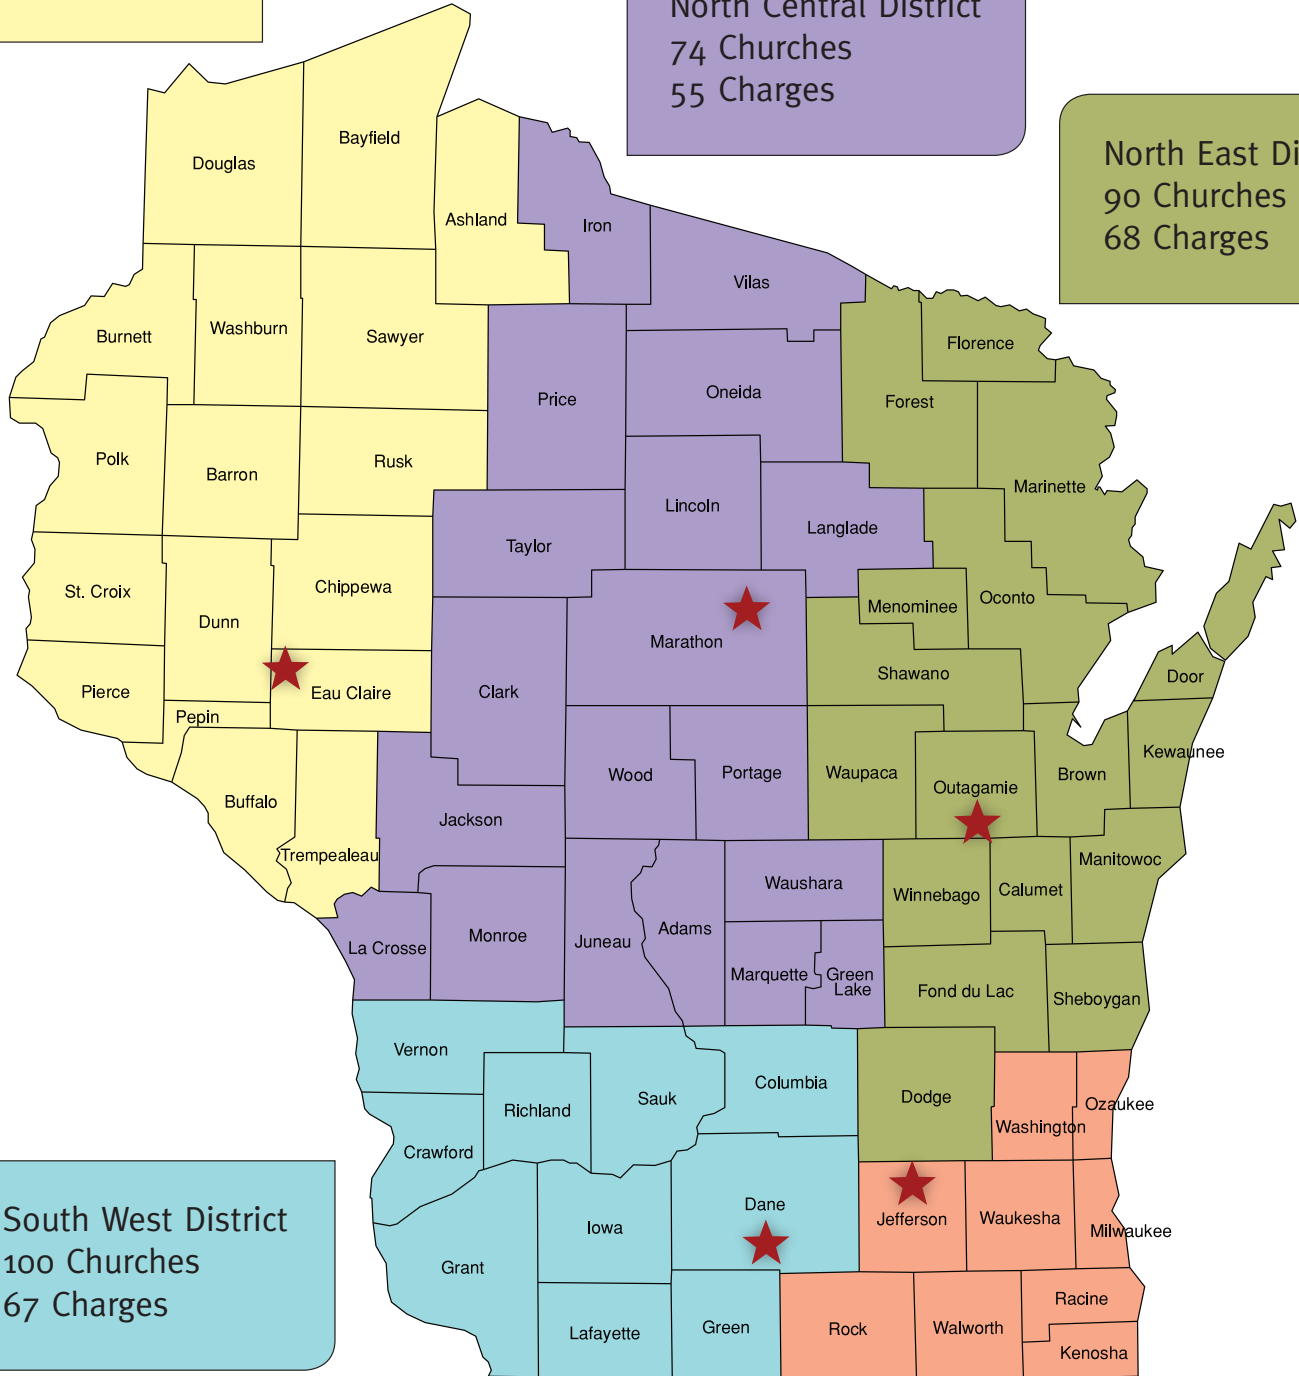 North Central District
74 Churches
55 Charges
North East Di
90 Churches
68 Charges
Bayfield
Douglas
Ashland
Iron
Vilas
Burnett
Washburn
Sawyer
Florence
Price
Oneida
Forest
Polk
Barron
Rusk
Marinette
Lincoln
Langlade
Taylor
St. Croix
Chippewa
Menominee
Oconto
Dunn
Marathon
Shawano
Door
Pierce
Eau Claire
Clark
Pepin
Kewaunee
Wood
Portage
Waupaca
Brown
Outagamie
Buffalo
Jackson
Trempealeau
Manitowoc
Waushara
Winnebago
Calumet
La Crosse
Monroe
Juneau
Adams
Marquette
Green
Lake
Fond du Lac
Sheboygan
Vernon
Columbia
Richland
Sauk
Dodge
Ozaukee
Washington
Crawford
South West District
100 Churches
67 Charges
Dane
Iowa
Jefferson
Waukesha
Milwaukee
Grant
Racine
Lafayette
Green
Rock
Walworth
Kenosha